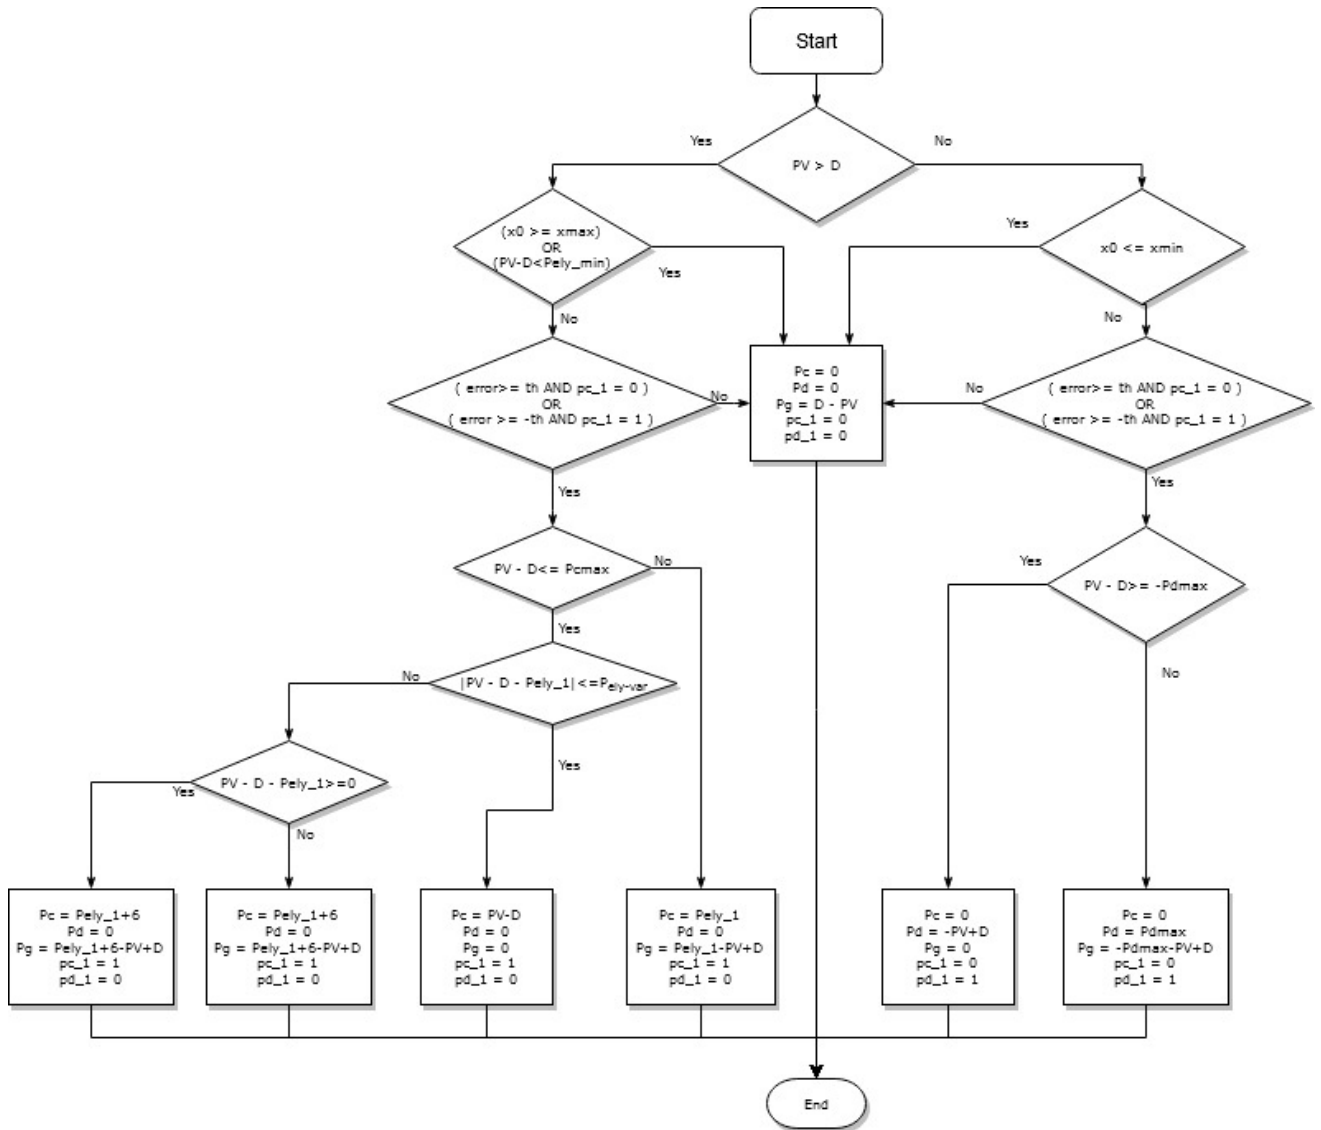 Start
Yes
No
PV > D
(x0 >= xmax)
OR
(PV-D<Pely_min)
Yes
Yes
x0 <= xmin
No
No
( error>= th AND pc_1 = 0 )
OR
( error >= -th AND pc_1 = 1 )
No
Pc = 0
Pd = 0
Pg = D - PV
pc_1 = 0
pd_1 = 0
No
( error>= th AND pc_1 = 0 )
OR
( error >= -th AND pc_1 = 1 )
Yes
Yes
PV - D<= Pcmax
No
Yes
PV - D>= -Pdmax
Yes
No
No
|PV - D - Pely_1|<=Pely-var
Yes
PV - D - Pely_1>=0
Yes
No
Pc = Pely_1+6
Pd = 0
Pg = Pely_1+6-PV+D
pc_1 = 1
pd_1 = 0
Pc = Pely_1+6
Pd = 0
Pg = Pely_1+6-PV+D
pc_1 = 1
pd_1 = 0
Pc = PV-D
Pd = 0
Pg = 0
pc_1 = 1
pd_1 = 0
Pc = Pely_1
Pd = 0
Pg = Pely_1-PV+D
pc_1 = 1
pd_1 = 0
Pc = 0
Pd = -PV+D
Pg = 0
pc_1 = 0
pd_1 = 1
Pc = 0
Pd = Pdmax
Pg = -Pdmax-PV+D
pc_1 = 0
pd_1 = 1
End